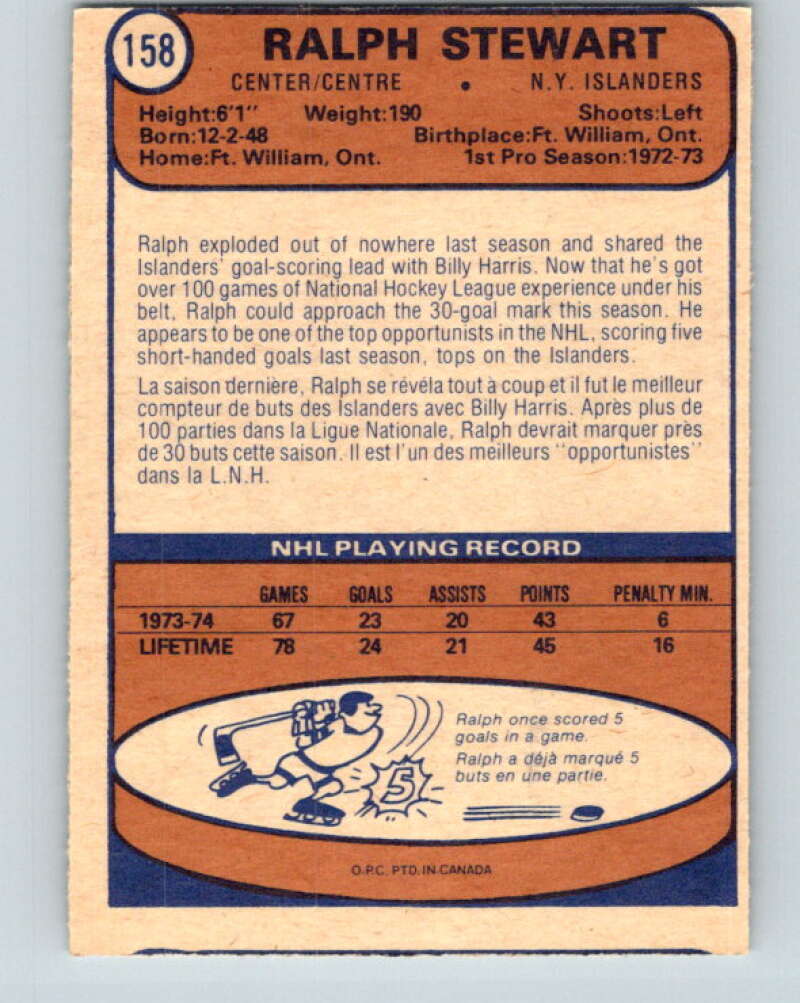 158
RALPH STEWART
CENTER/CENTRE • N.Y. ISLANDERS
Height:6'1" Weight:190 Shoots:Left
Born:12-2-48 Birthplace:Ft. William, Ont.
Home:Ft. William, Ont. 1st Pro Season:1972-73
Ralph exploded out of nowhere last season and shared the
Islanders' goal-scoring lead with Billy Harris. Now that he's got
over 100 games of National Hockey League experience under his
belt, Ralph could approach the 30-goal mark this season. He
appears to be one of the top opportunists in the NHL, scoring five
short-handed goals last season, tops on the Islanders.
La saison dernière, Ralph se révéla tout à coup et il fut le meilleur
compteur de buts des Islanders avec Billy Harris. Après plus de
100 parties dans la Ligue Nationale, Ralph devrait marquer près
de 30 buts cette saison. Il est l'un des meilleurs "opportunistes"
dans la L.N.H.
NHL PLAYING RECORD
GAMES GOALS ASSISTS POINTS PENALTY MIN.
1973-74 67 23 20 43 6
LIFETIME 78 24 21 45 16
Ralph once scored 5
goals in a game.
Ralph a déjà marqué 5
buts en une partie.
5
O.P.C. PTD. IN CANADA